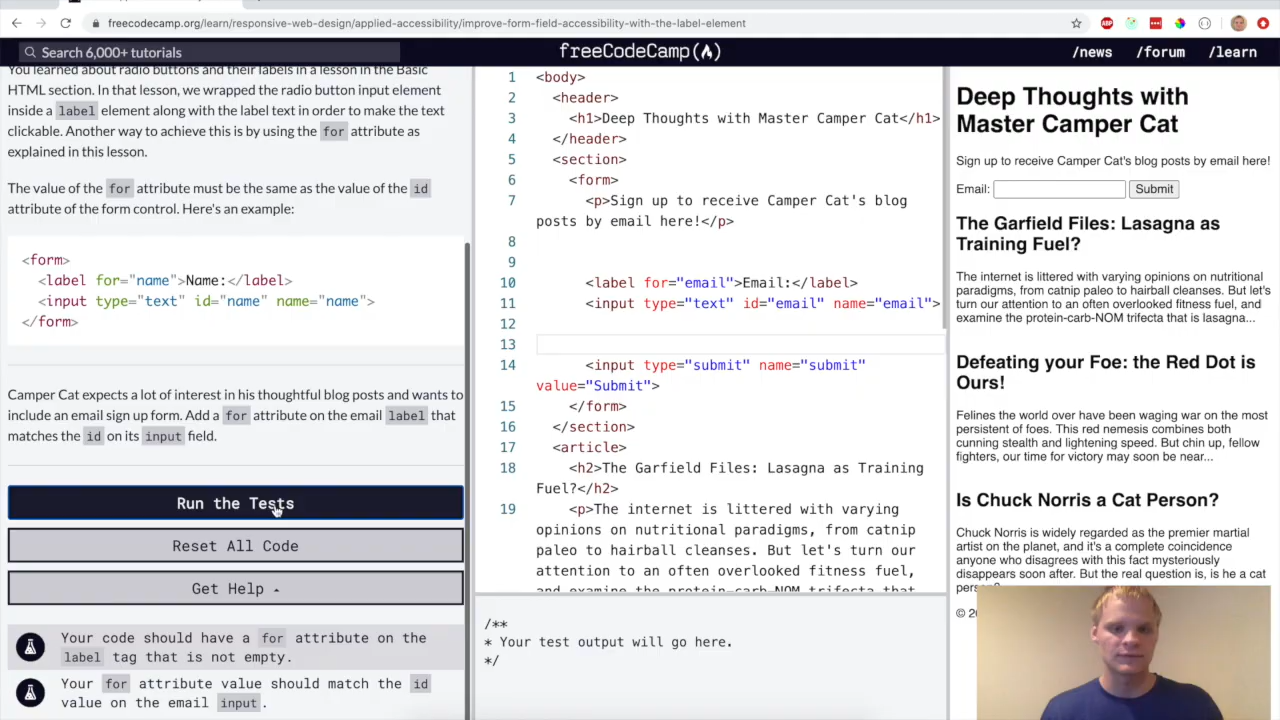 freecodecamp.org/learn/responsive-web-design/applied-accessibility/improve-form-field-accessibility-with-the-label-element
ABP
Search 6,000+ tutorials
freeCodeCamp
/news
/forum
/learn
You learned about radio buttons and their labels in a lesson in the Basic
HTML section. In that lesson, we wrapped the radio button input element
inside a label element along with the label text in order to make the text
clickable. Another way to achieve this is by using the for attribute as
explained in this lesson.
The value of the for attribute must be the same as the value of the id
attribute of the form control. Here's an example:
<form>
<label for="name">Name:</label>
<input type="text" id="name" name="name">
</form>
Camper Cat expects a lot of interest in his thoughtful blog posts and wants to
include an email sign up form. Add a for attribute on the email label that
matches the id on its input field.
Run the Tests
Reset All Code
Get Help
Your code should have a for attribute on the
label tag that is not empty.
Your for attribute value should match the id
value on the email input.
1 <body>
2 <header>
3 <h1>Deep Thoughts with Master Camper Cat</h1>
4 </header>
5 <section>
6 <form>
7 <p>Sign up to receive Camper Cat's blog
posts by email here!</p>
8
9
10 <label for="email">Email:</label>
11 <input type="text" id="email" name="email">
12
13
14 <input type="submit" name="submit"
value="Submit">
15 </form>
16 </section>
17 <article>
18 <h2>The Garfield Files: Lasagna as Training
Fuel?</h2>
19 <p>The internet is littered with varying
opinions on nutritional paradigms, from catnip
paleo to hairball cleanses. But let's turn our
attention to an often overlooked fitness fuel,
and examine the protein-carb-NOM trifecta that
/**
* Your test output will go here.
*/
Deep Thoughts with
Master Camper Cat
Sign up to receive Camper Cat's blog posts by email here!
Email:
Submit
The Garfield Files: Lasagna as
Training Fuel?
The internet is littered with varying opinions on nutritional
paradigms, from catnip paleo to hairball cleanses. But let's
turn our attention to an often overlooked fitness fuel, and
examine the protein-carb-NOM trifecta that is lasagna...
Defeating your Foe: the Red Dot is
Ours!
Felines the world over have been waging war on the most
persistent of foes. This red nemesis combines both
cunning stealth and lightening speed. But chin up, fellow
fighters, our time for victory may soon be near...
Is Chuck Norris a Cat Person?
Chuck Norris is widely regarded as the premier martial
artist on the planet, and it's a complete coincidence
anyone who disagrees with this fact mysteriously
disappears soon after. But the real question is, is he a cat
person?
© 20